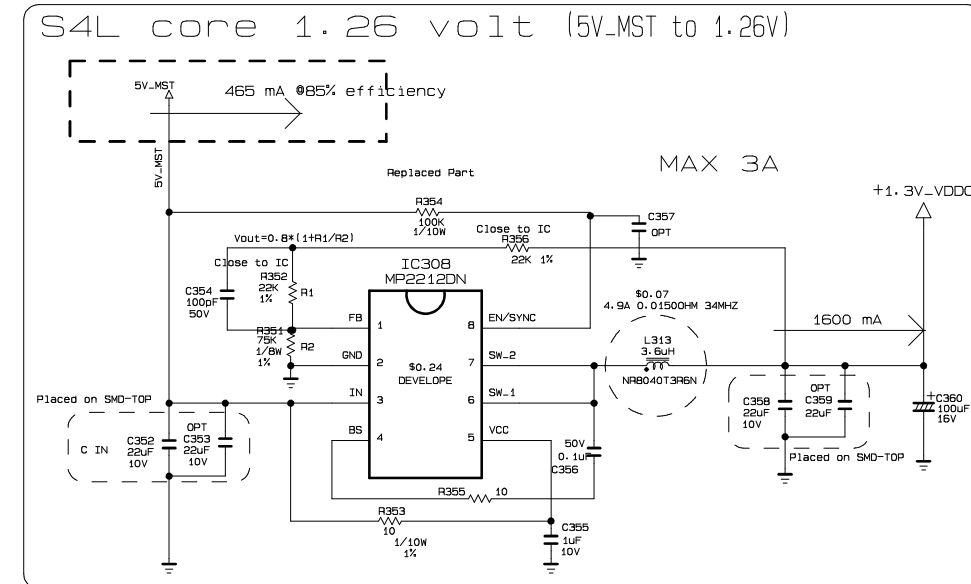 S4L core 1.26 volt (5V_MST to 1.26V)
5V_MST
465 mA @85% efficiency
5V_MST
Replaced Part
MAX 3A
+1.3V_VDDC
R354
100K
1/10W
C357
OPT
Vout=0.8*(1+R1/R2)
Close to IC
R356
22K 1%
Close to IC
R352
22K
1%
R1
C354
100pF
50V
IC308
MP2212DN
$0.07
4.9A 0.0150OHM 34MHZ
1600 mA
R351
75K
1/8W
1%
R2
FB
1
8
EN/SYNC
L313
3.6uH
NR8040T3R6N
GND
2
7
SW_2
$0.24
DEVELOPE
IN
3
6
SW_1
BS
4
5
VCC
Placed on SMD-TOP
C IN
C352
22uF
10V
OPT
C353
22uF
10V
50V
0.1uF
C356
C358
22uF
10V
OPT
C359
22uF
+
C360
100uF
16V
Placed on SMD-TOP
R355 10
R353
10
1/10W
1%
C355
1uF
10V